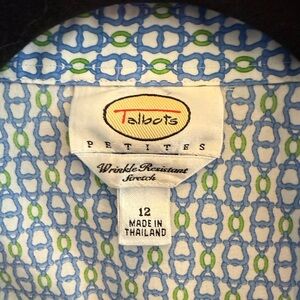 Talbots
PETITES
Wrinkle Resistant
Stretch
12
MADE IN
THAILAND